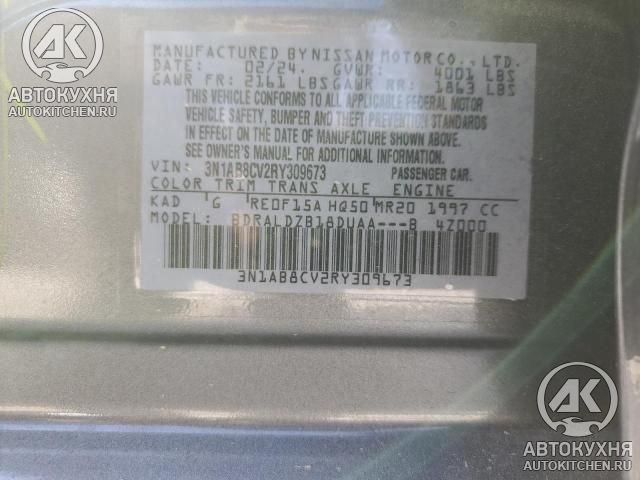 MANUFACTURED BY NISSAN MOTOR CO., LTD.
DATE: 02/24. GVWR: 4001 LBS
GAWR FR: 2161 LBS GAWR RR: 1863 LBS
THIS VEHICLE CONFORMS TO ALL APPLICABLE FEDERAL MOTOR
VEHICLE SAFETY, BUMPER AND THEFT PREVENTION STANDARDS
IN EFFECT ON THE DATE OF MANUFACTURE SHOWN ABOVE.
SEE OWNER'S MANUAL FOR ADDITIONAL INFORMATION.
VIN: 3N1AB8CV2RY309673 PASSENGER CAR.
COLOR TRIM TRANS AXLE ENGINE
KAD G RE0F15A HQ50 MR20 1997 CC
MODEL: BDRALDZB18DUAA---B 4Z000
3N1AB8CV2RY309673
АК
АВТОКУХНЯ
AUTOKITCHEN.RU
АК
АВТОКУХНЯ
AUTOKITCHEN.RU
АК
АВТОКУХНЯ
AUTOKITCHEN.RU